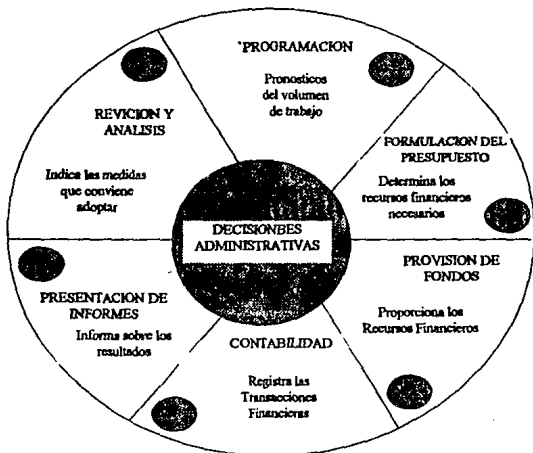 `PROGRAMACION
Pronosticos
del volumen
de trabajo
FORMULACION DEL
PRESUPUESTO
Determina los
recursos financieros
necesarios
PROVISION DE
FONDOS
Proporciona los
Recursos Financieros
CONTABILIDAD
Registra las
Transacciones
Financieras
PRESENTACION DE
INFORMES
Informa sobre los
resultados
REVICION Y
ANALISIS
Indica las medidas
que conviene
adoptar
DECISIONBES
ADMINISTRATIVAS